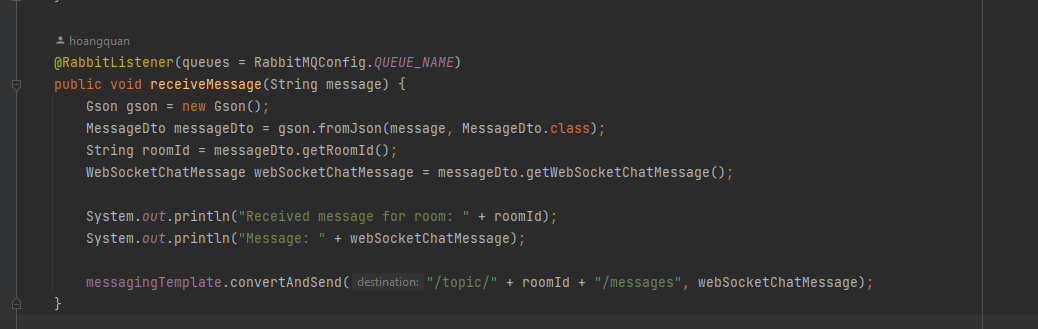 hoangquan
@RabbitListener(queues = RabbitMQConfig.QUEUE_NAME)
public void receiveMessage(String message) {
Gson gson = new Gson();
MessageDto messageDto = gson.fromJson(message, MessageDto.class);
String roomId = messageDto.getRoomId();
WebSocketChatMessage webSocketChatMessage = messageDto.getWebSocketChatMessage();
System.out.println("Received message for room: " + roomId);
System.out.println("Message: " + webSocketChatMessage);
messagingTemplate.convertAndSend( destination: "/topic/" + roomId + "/messages", webSocketChatMessage);
}